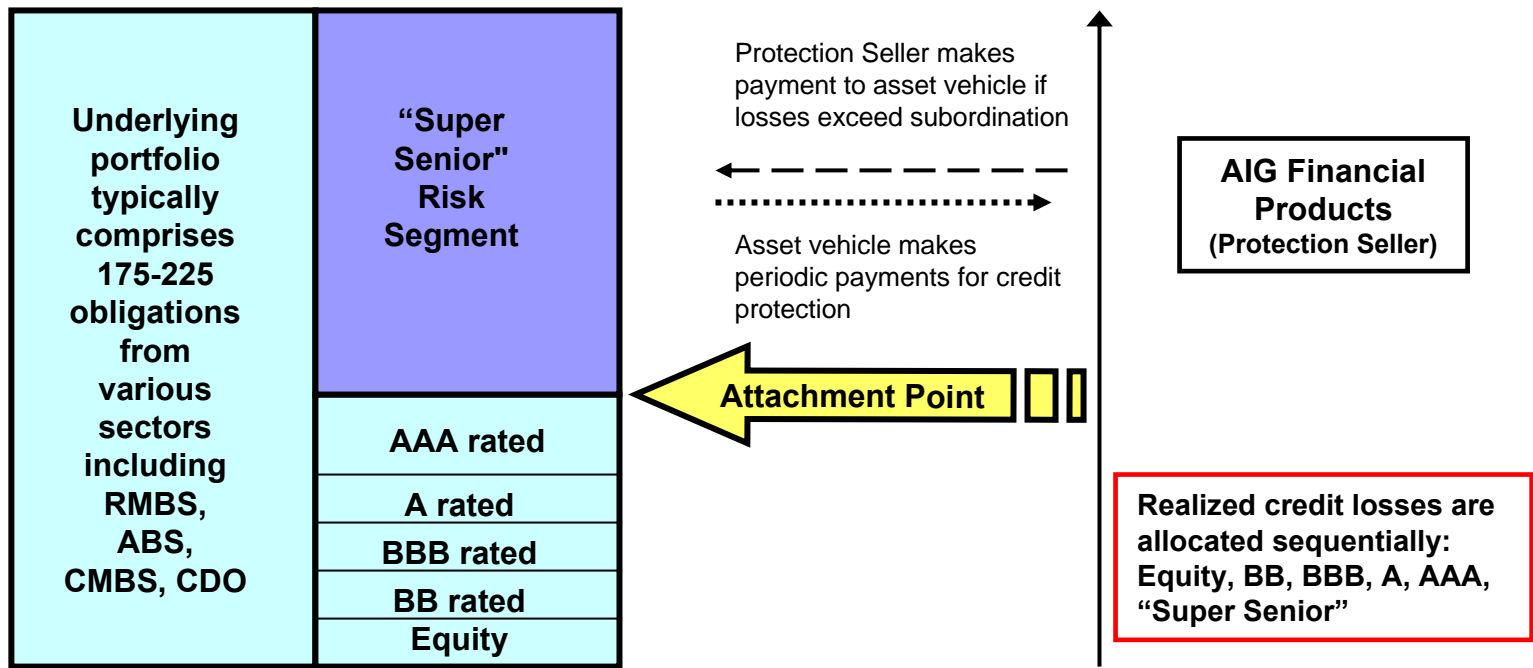 Underlying
portfolio
typically
comprises
175-225
obligations
from
various
sectors
including
RMBS,
ABS,
CMBS, CDO
“Super
Senior"
Risk
Segment
AAA rated
A rated
BBB rated
BB rated
Equity
Protection Seller makes
payment to asset vehicle if
losses exceed subordination
Asset vehicle makes
periodic payments for credit
protection
Attachment Point
AIG Financial
Products
(Protection Seller)
Realized credit losses are
allocated sequentially:
Equity, BB, BBB, A, AAA,
“Super Senior”